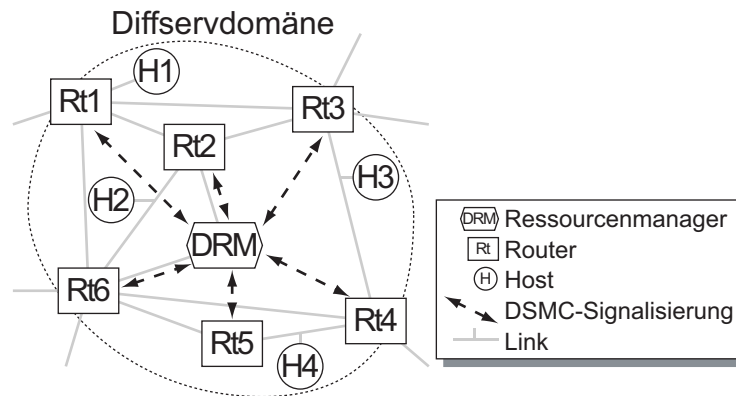 Diffservdomäne
H1
Rt1
Rt3
Rt2
H3
H2
DRM
Rt6
Rt4
Rt5
H4
DRM Ressourcenmanager
Rt Router
H Host
DSMC-Signalisierung
Link